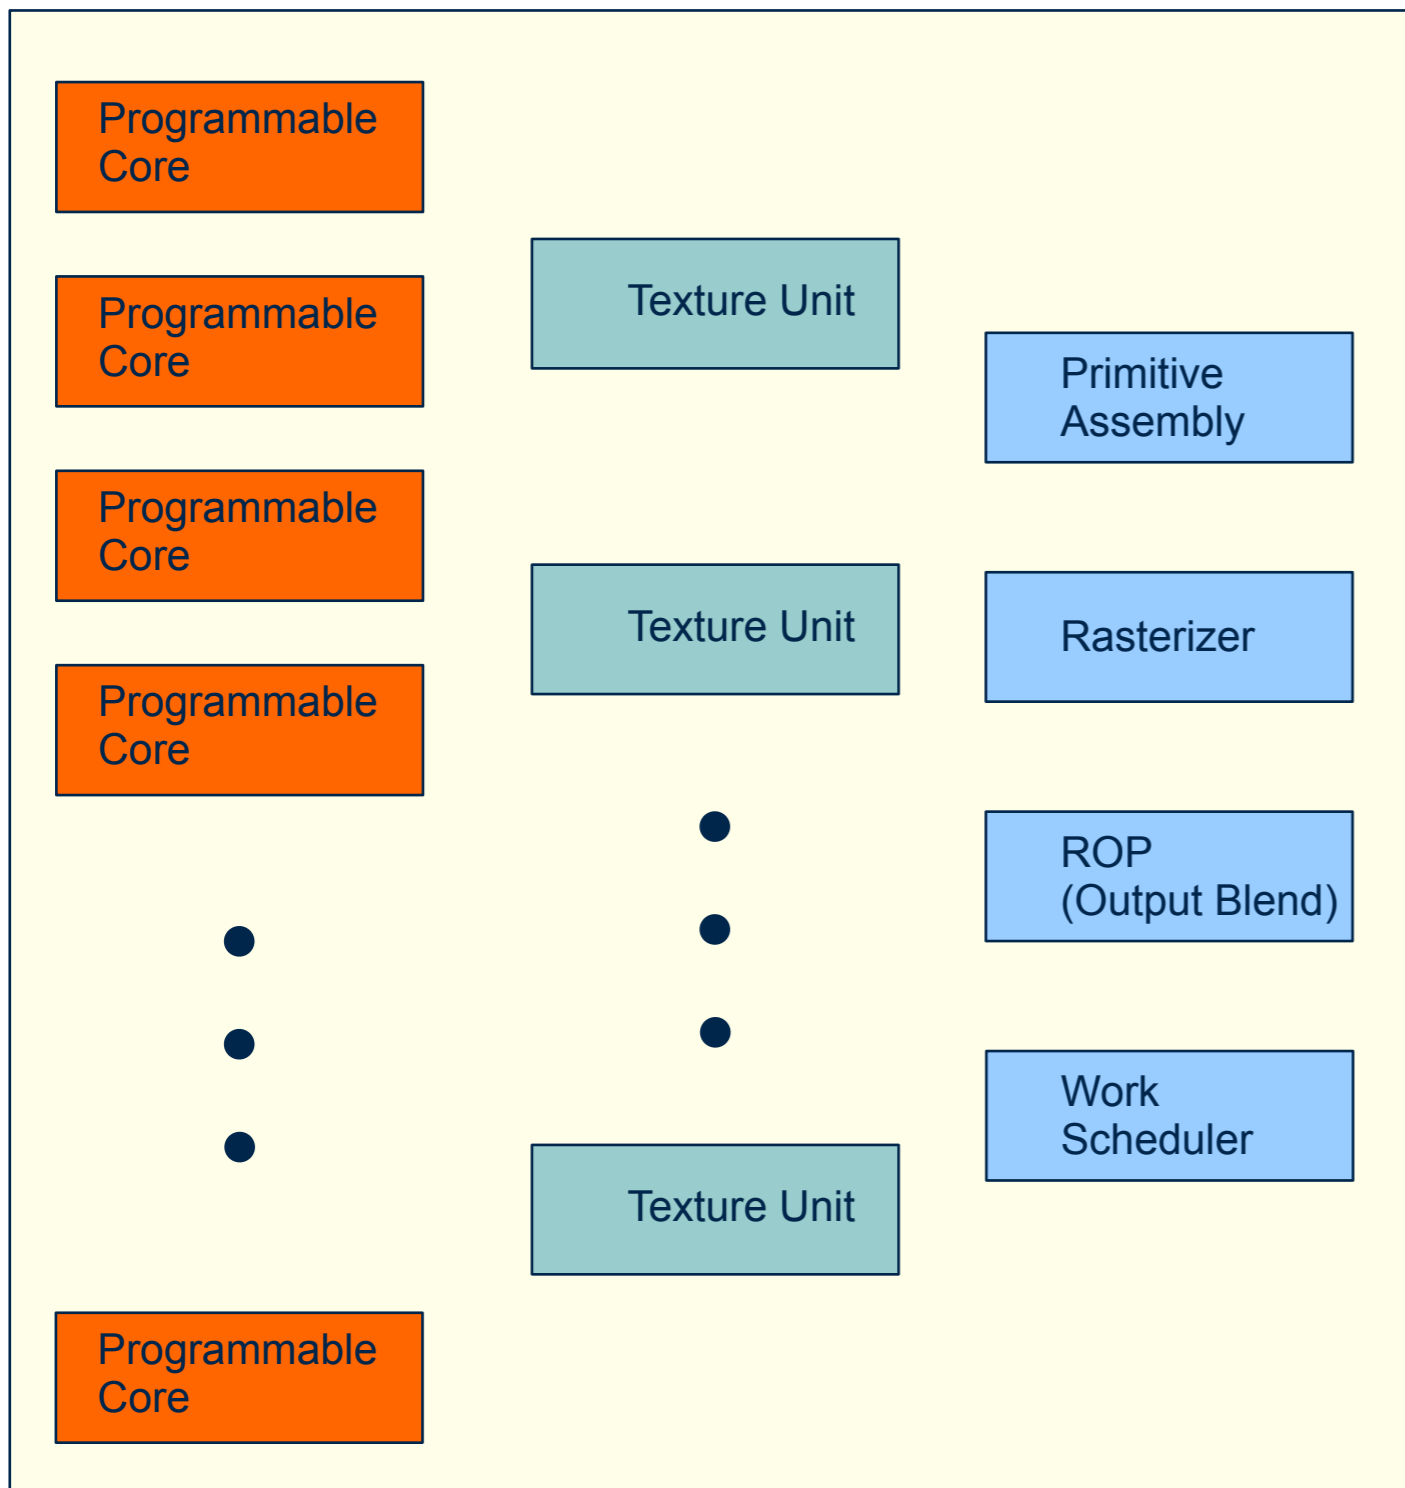 Programmable
Core
Programmable
Core
Programmable
Core
Programmable
Core
Programmable
Core
Texture Unit
Texture Unit
Texture Unit
Primitive
Assembly
Rasterizer
ROP
(Output Blend)
Work
Scheduler